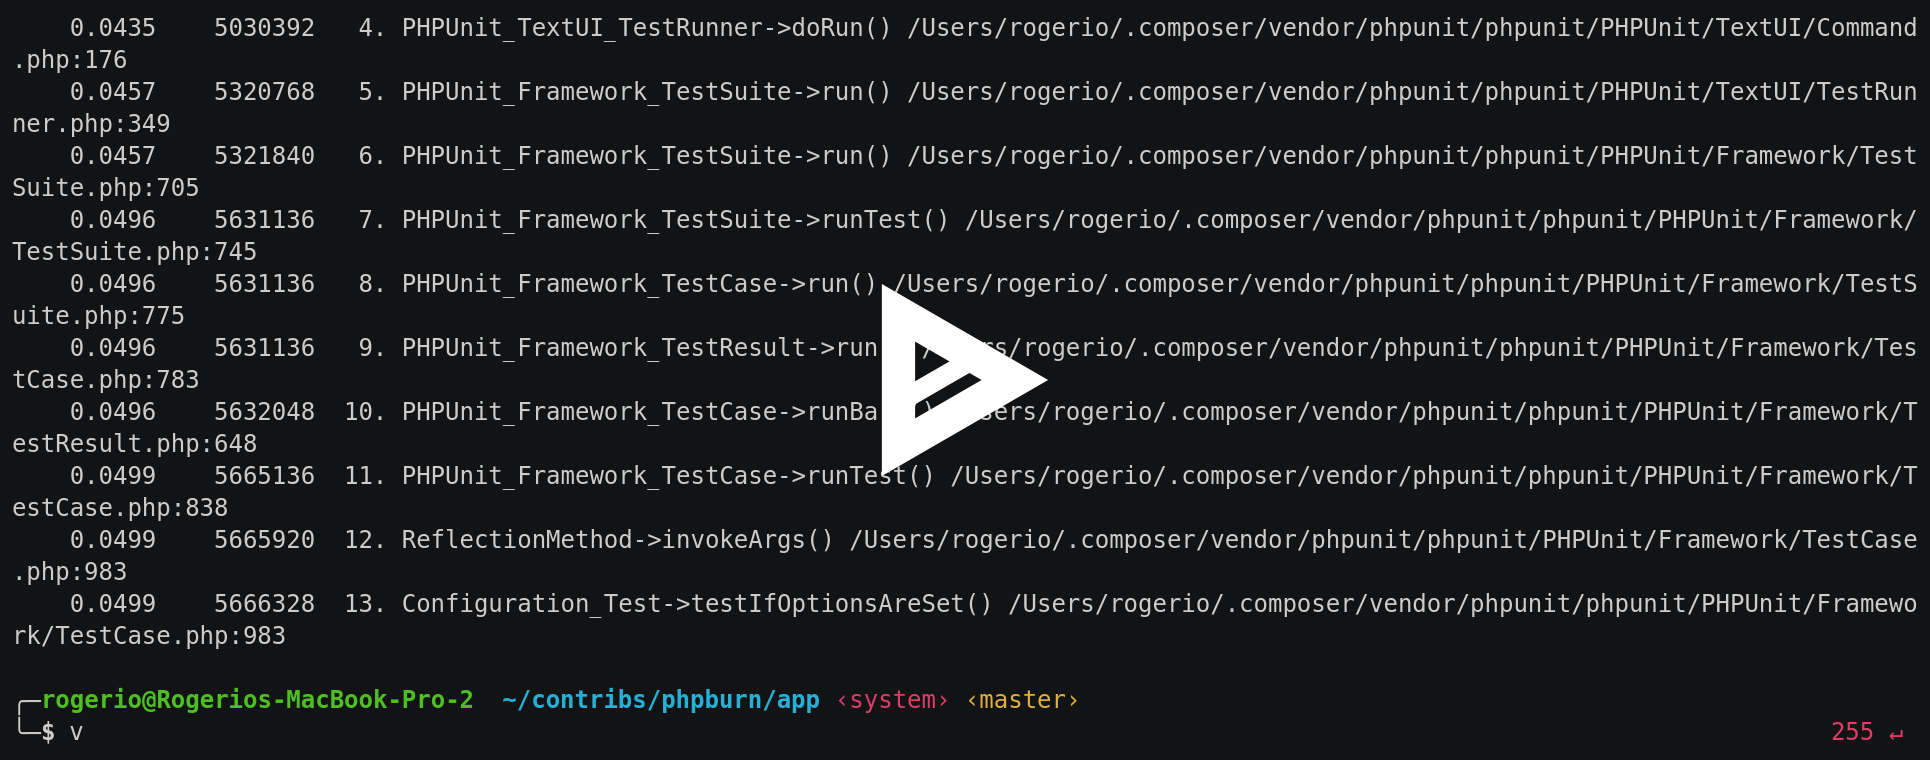 0.0435    5030392   4. PHPUnit_TextUI_TestRunner->doRun() /Users/rogerio/.composer/vendor/phpunit/phpunit/PHPUnit/TextUI/Command
.php:176
0.0457    5320768   5. PHPUnit_Framework_TestSuite->run() /Users/rogerio/.composer/vendor/phpunit/phpunit/PHPUnit/TextUI/TestRun
ner.php:349
0.0457    5321840   6. PHPUnit_Framework_TestSuite->run() /Users/rogerio/.composer/vendor/phpunit/phpunit/PHPUnit/Framework/Test
Suite.php:705
0.0496    5631136   7. PHPUnit_Framework_TestSuite->runTest() /Users/rogerio/.composer/vendor/phpunit/phpunit/PHPUnit/Framework/
TestSuite.php:745
0.0496    5631136   8. PHPUnit_Framework_TestCase->run() /Users/rogerio/.composer/vendor/phpunit/phpunit/PHPUnit/Framework/TestS
uite.php:775
0.0496    5631136   9. PHPUnit_Framework_TestResult->run /rogerio/.composer/vendor/phpunit/phpunit/PHPUnit/Framework/Tes
tCase.php:783
0.0496    5632048  10. PHPUnit_Framework_TestCase->runBa /rogerio/.composer/vendor/phpunit/phpunit/PHPUnit/Framework/T
estResult.php:648
0.0499    5665136  11. PHPUnit_Framework_TestCase->runTest() /Users/rogerio/.composer/vendor/phpunit/phpunit/PHPUnit/Framework/T
estCase.php:838
0.0499    5665920  12. ReflectionMethod->invokeArgs() /Users/rogerio/.composer/vendor/phpunit/phpunit/PHPUnit/Framework/TestCase
.php:983
0.0499    5666328  13. Configuration_Test->testIfOptionsAreSet() /Users/rogerio/.composer/vendor/phpunit/phpunit/PHPUnit/Framewo
rk/TestCase.php:983
╭─rogerio@Rogerios-MacBook-Pro-2  ~/contribs/phpburn/app ‹system› ‹master›
╰─$ v 255 ↵